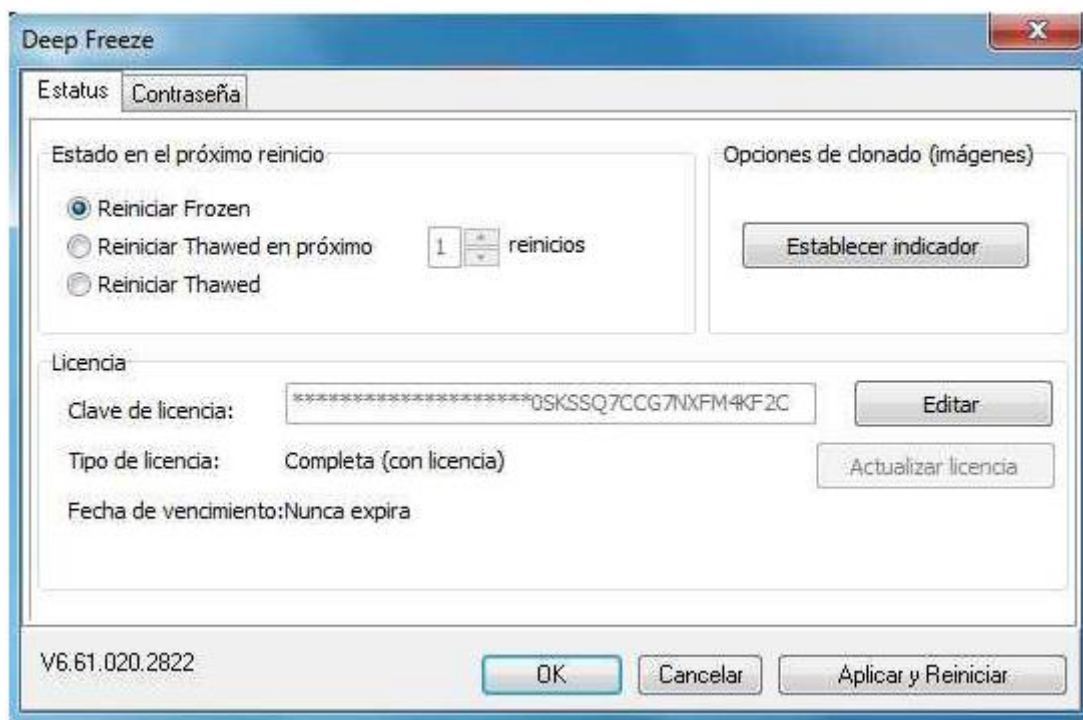 Deep Freeze
Estatus
Contraseña
Estado en el próximo reinicio
Reiniciar Frozen
Reiniciar Thawed en próximo 1 reinicios
Reiniciar Thawed
Opciones de clonado (imágenes)
Establecer indicador
Licencia
Clave de licencia: ********************0SKSSQ7CCG7NXFM4KF2C Editar
Tipo de licencia: Completa (con licencia) Actualizar licencia
Fecha de vencimiento:Nunca expira
V6.61.020.2822
OK
Cancelar
Aplicar y Reiniciar